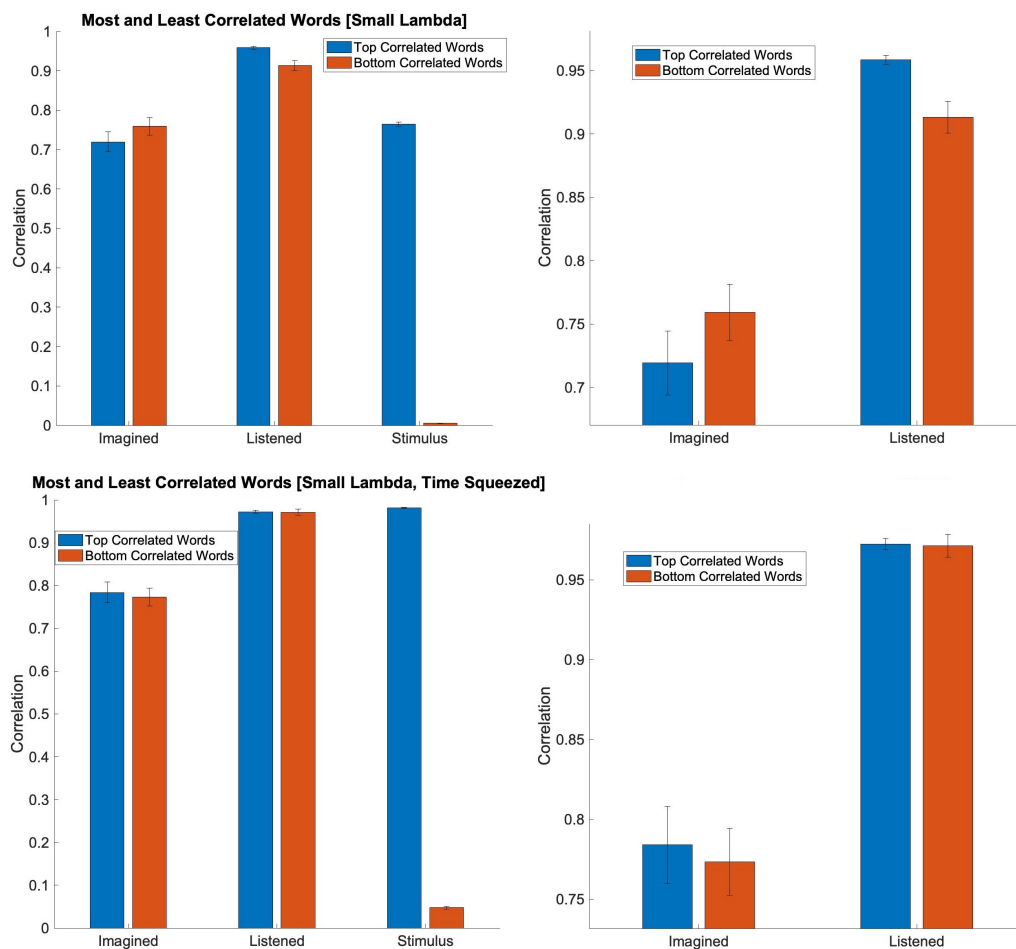 Most and Least Correlated Words [Small Lambda]
Top Correlated Words
Bottom Correlated Words
Correlation
1
0.9
0.8
0.7
0.6
0.5
0.4
0.3
0.2
0.1
0
Imagined Listened Stimulus
Top Correlated Words
Bottom Correlated Words
Correlation
0.95
0.9
0.85
0.8
0.75
0.7
Imagined Listened
Most and Least Correlated Words [Small Lambda, Time Squeezed]
Top Correlated Words
Bottom Correlated Words
Correlation
1
0.9
0.8
0.7
0.6
0.5
0.4
0.3
0.2
0.1
0
Imagined Listened Stimulus
Top Correlated Words
Bottom Correlated Words
Correlation
0.95
0.9
0.85
0.8
0.75
Imagined Listened